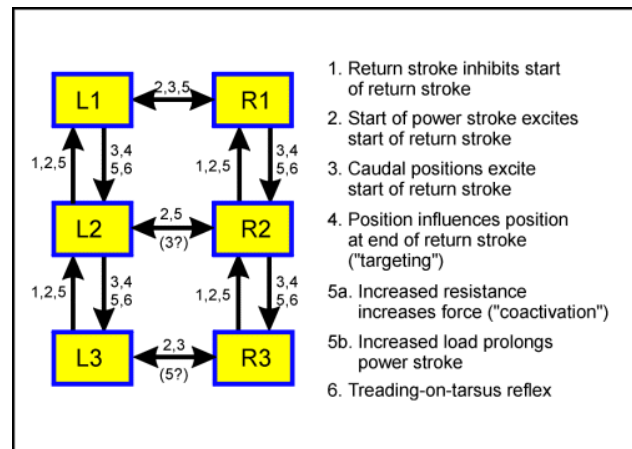 L1
2,3,5
R1
1,2,5
3,4
5,6
1,2,5
3,4
5,6
L2
2,5
(3?)
R2
1,2,5
3,4
5,6
1,2,5
3,4
5,6
L3
2,3
(5?)
R3
1. Return stroke inhibits start
of return stroke
2. Start of power stroke excites
start of return stroke
3. Caudal positions excite
start of return stroke
4. Position influences position
at end of return stroke
("targeting")
5a. Increased resistance
increases force ("coactivation")
5b. Increased load prolongs
power stroke
6. Treading-on-tarsus reflex